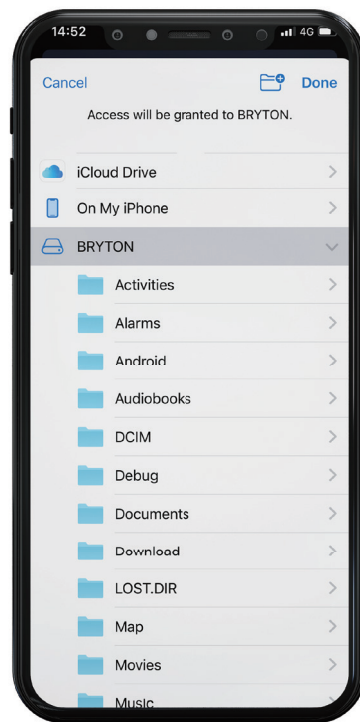 14:52 4G
Cancel Done
Access will be granted to BRYTON.
iCloud Drive
On My iPhone
BRYTON
Activities
Alarms
Android
Audiobooks
DCIM
Debug
Documents
Download
LOST.DIR
Map
Movies
Music